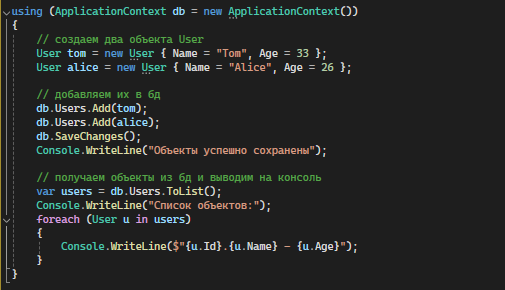 using (ApplicationContext db = new ApplicationContext())
{
    // создаем два объекта User
    User tom = new User { Name = "Tom", Age = 33 };
    User alice = new User { Name = "Alice", Age = 26 };

    // добавляем их в бд
    db.Users.Add(tom);
    db.Users.Add(alice);
    db.SaveChanges();
    Console.WriteLine("Объекты успешно сохранены");

    // получаем объекты из бд и выводим на консоль
    var users = db.Users.ToList();
    Console.WriteLine("Список объектов:");
    foreach (User u in users)
    {
        Console.WriteLine($"{u.Id}.{u.Name} - {u.Age}");
    }
}